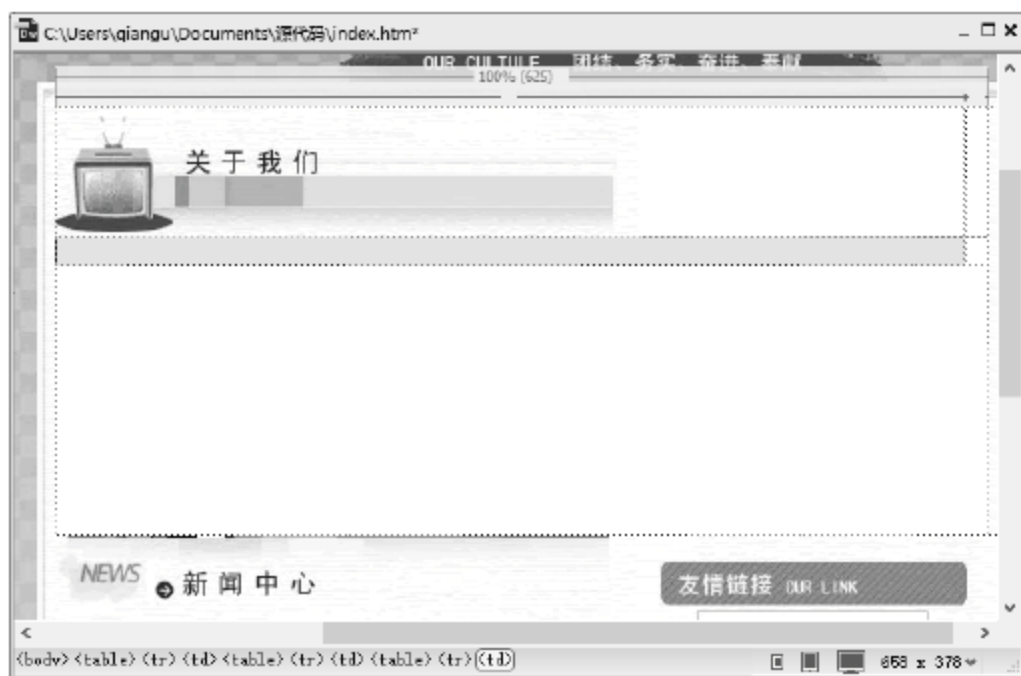 C:\Users\qiangu\Documents\源代码\index.htm*
OUR CULTULE 团结、务实、奋进、奉献
100% (625)
关于我们
NEWS 新闻中心
友情链接 OUR LINK
<body> <table> <tr> <td> <table> <tr> <td> <table> <tr> <td>
658 x 378